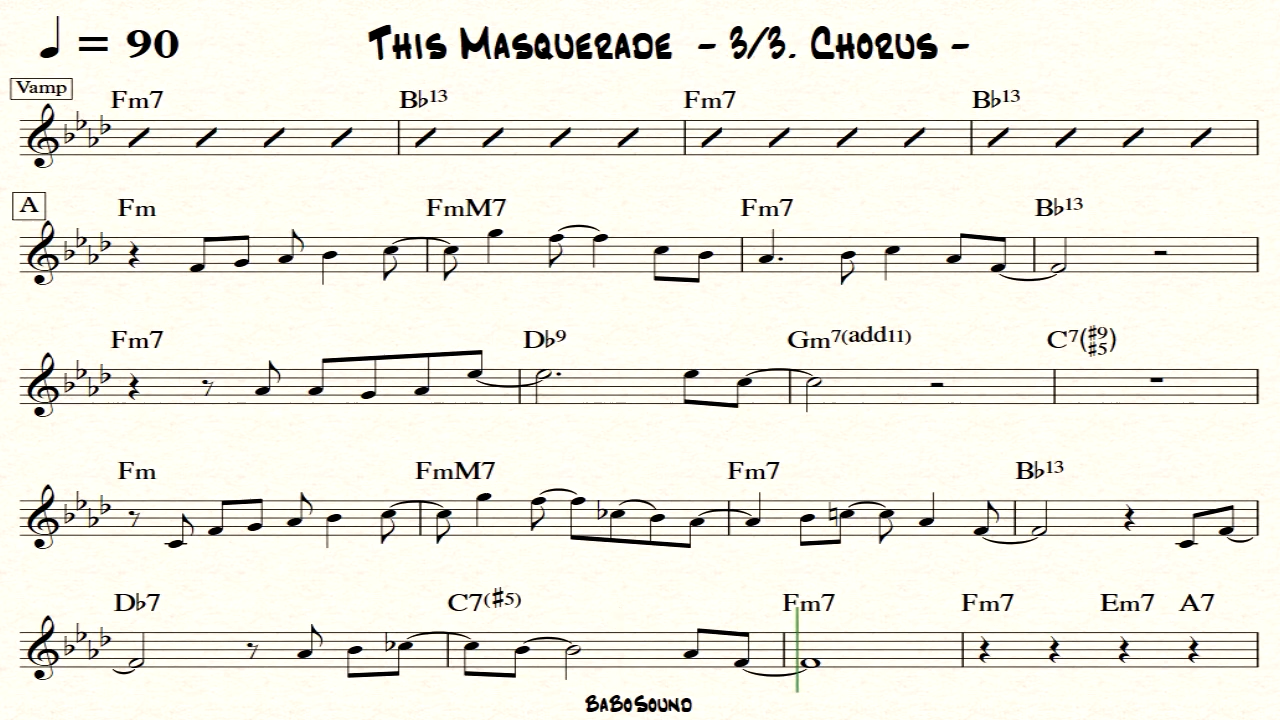 ♩ = 90 This Masquerade - 3/3. Chorus -
Vamp
Fm7 B♭13 Fm7 B♭13
A
Fm FmM7 Fm7 B♭13
Fm7 D♭9 Gm7(add11) C7(♯9 ♯5)
Fm FmM7 Fm7 B♭13
D♭7 C7(♯5) Fm7 Fm7 Em7 A7
BaBoSound